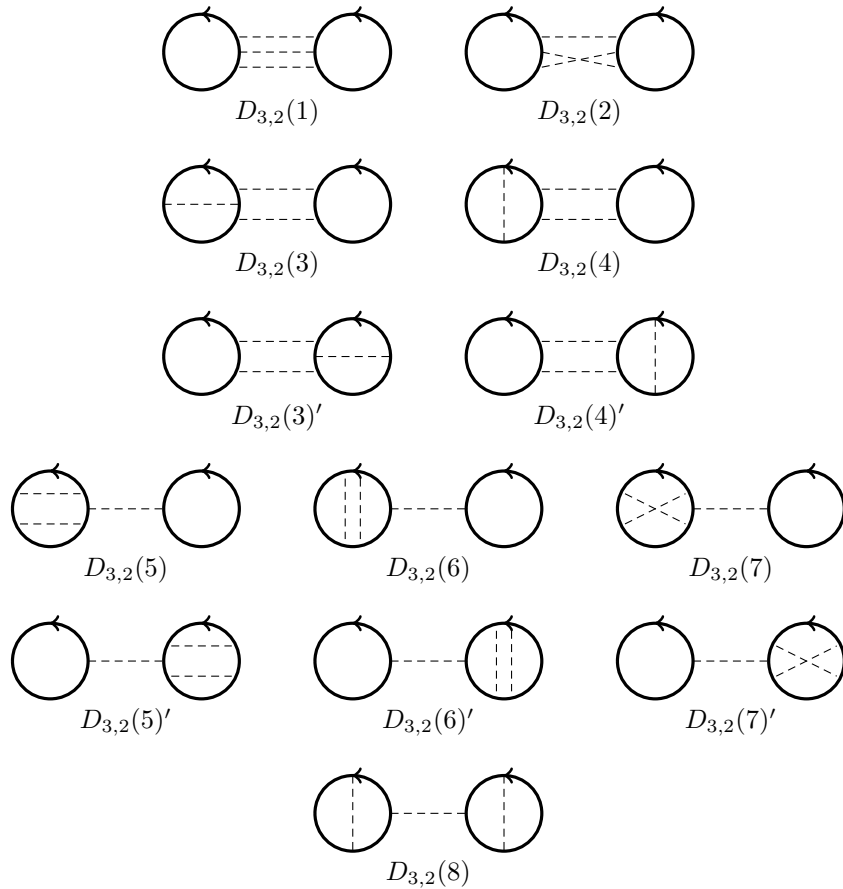 D_{3,2}(1) D_{3,2}(2)
D_{3,2}(3) D_{3,2}(4)
D_{3,2}(3)′ D_{3,2}(4)′
D_{3,2}(5) D_{3,2}(6) D_{3,2}(7)
D_{3,2}(5)′ D_{3,2}(6)′ D_{3,2}(7)′
D_{3,2}(8)